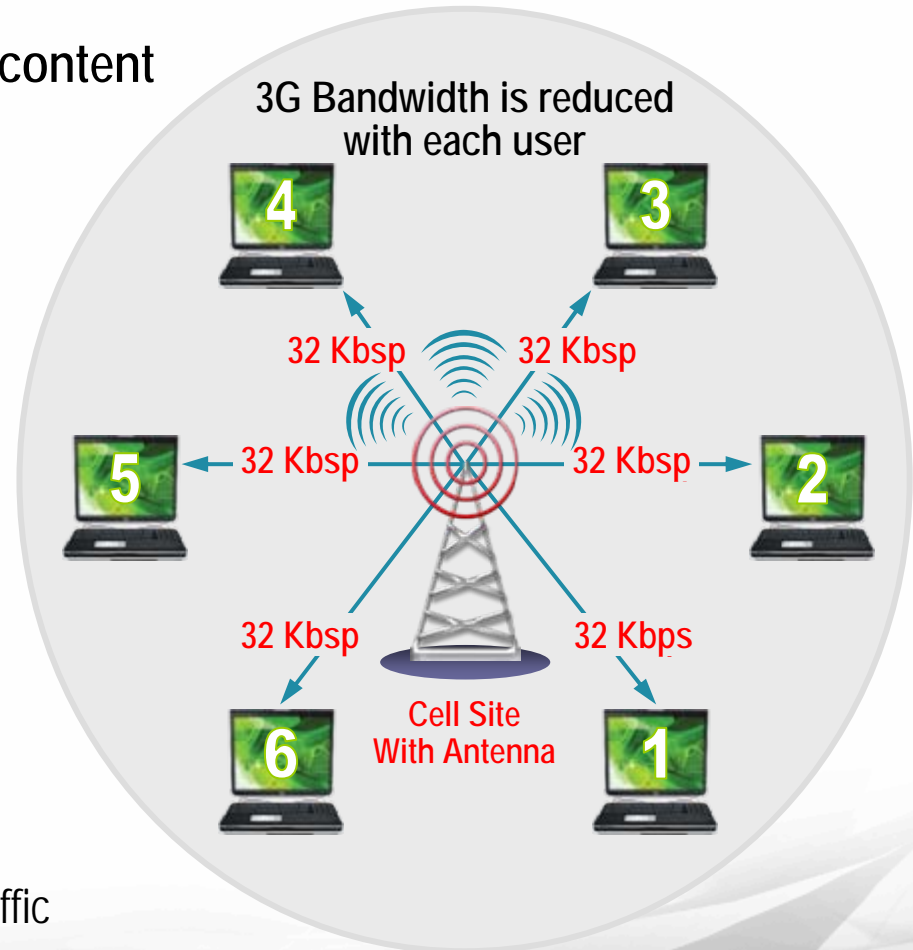 content
3G Bandwidth is reduced
with each user
4
3
32 Kbsp
32 Kbsp
5
32 Kbsp
32 Kbsp
2
32 Kbsp
32 Kbps
Cell Site
With Antenna
6
1
ffic